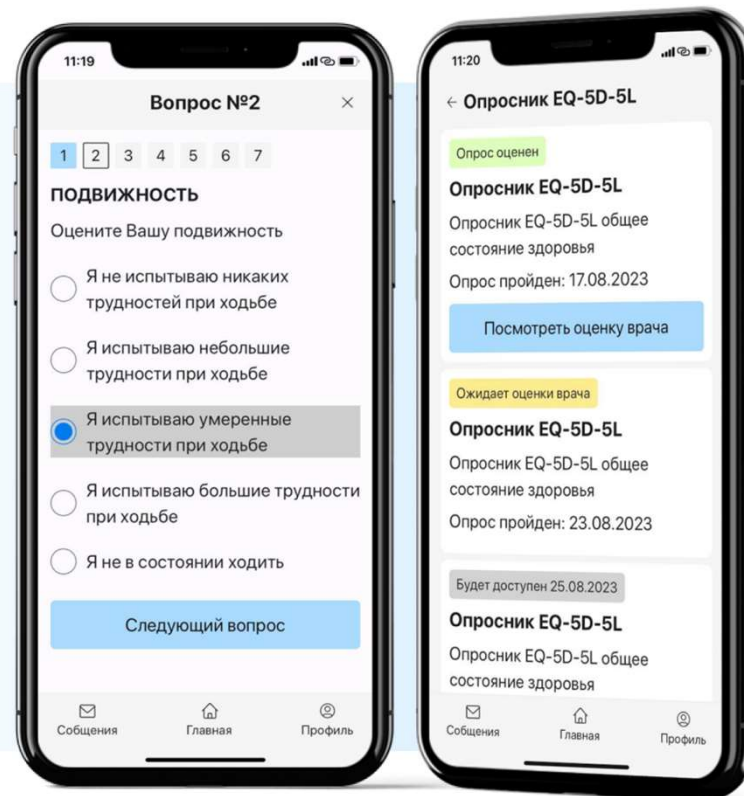 11:19
Вопрос №2
1 2 3 4 5 6 7
ПОДВИЖНОСТЬ
Оцените Вашу подвижность
Я не испытываю никаких
трудностей при ходьбе
Я испытываю небольшие
трудности при ходьбе
Я испытываю умеренные
трудности при ходьбе
Я испытываю большие трудности
при ходьбе
Я не в состоянии ходить
Следующий вопрос
Собщения
Главная
Профиль
11:20
Опросник EQ-5D-5L
Опрос оценен
Опросник EQ-5D-5L
Опросник EQ-5D-5L общее
состояние здоровья
Опрос пройден: 17.08.2023
Посмотреть оценку врача
Ожидает оценки врача
Опросник EQ-5D-5L
Опросник EQ-5D-5L общее
состояние здоровья
Опрос пройден: 23.08.2023
Будет доступен 25.08.2023
Опросник EQ-5D-5L
Опросник EQ-5D-5L общее
состояние здоровья
Собщения
Главная
Профиль